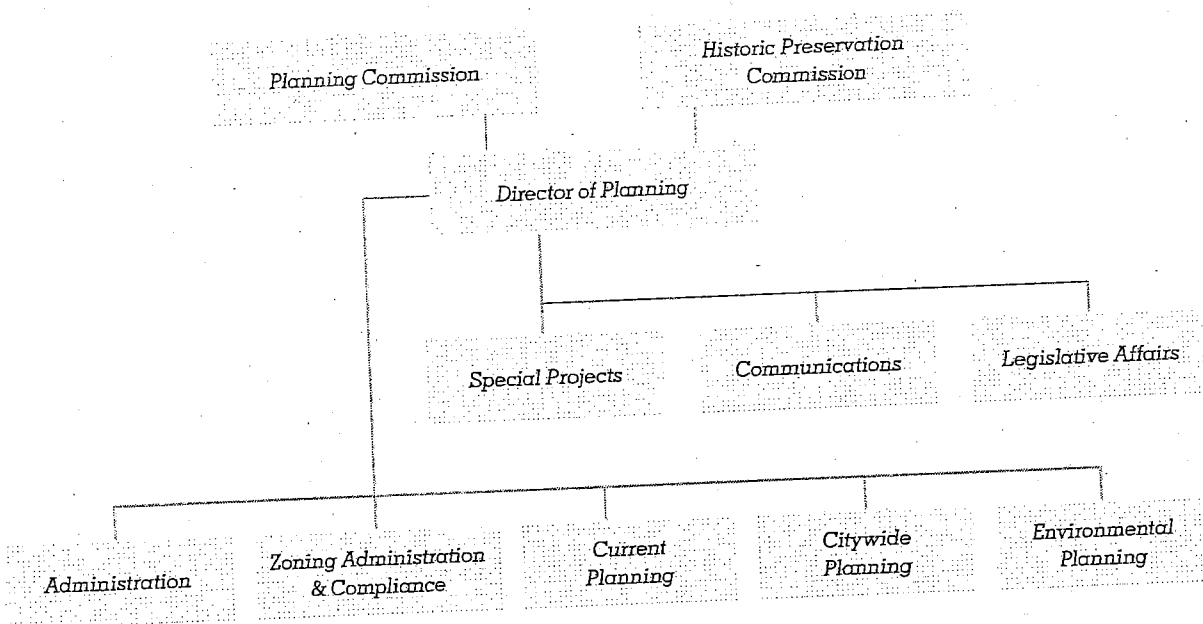 Planning Commission
Historic Preservation
Commission
Director of Planning
Special Projects
Communications
Legislative Affairs
Administration
Zoning Administration
& Compliance
Current
Planning
Citywide
Planning
Environmental
Planning